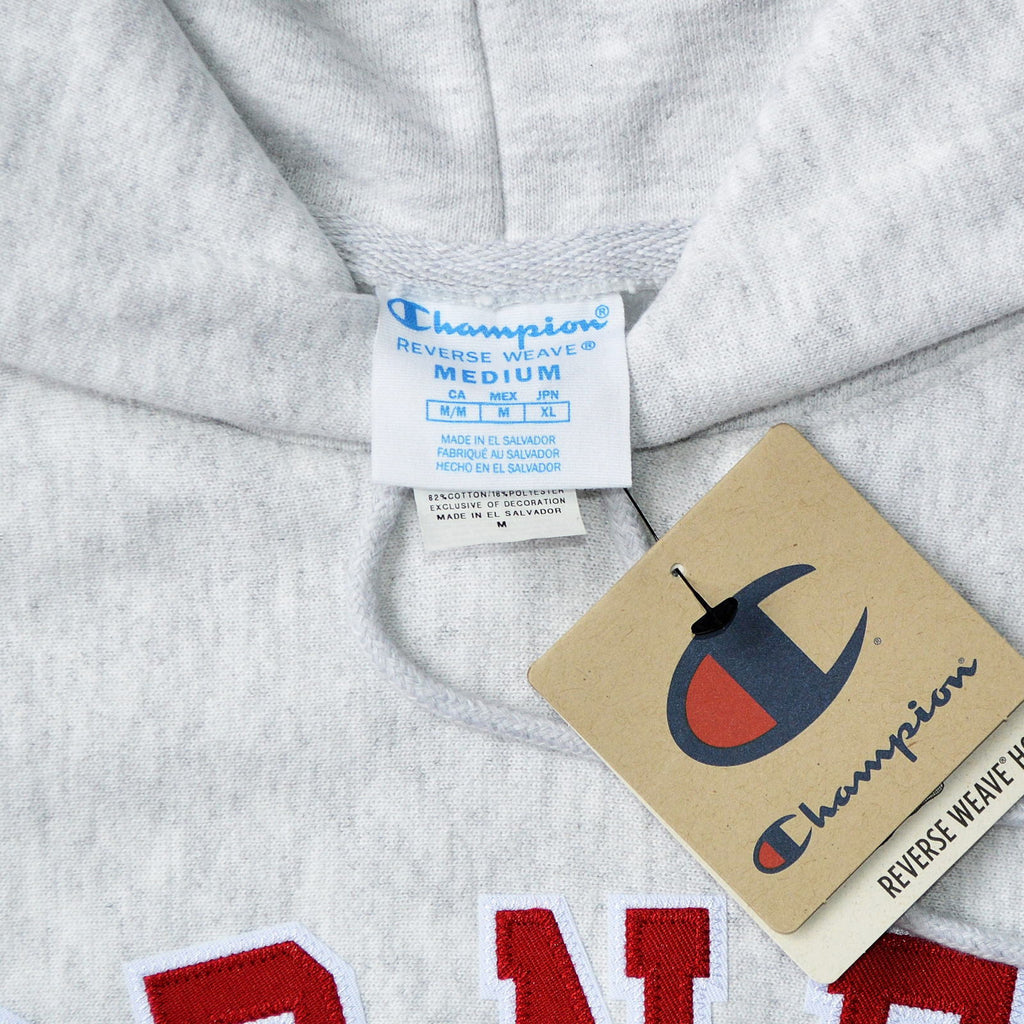 Champion®
REVERSE WEAVE®
MEDIUM
CA MEX JPN
M/M M XL
MADE IN EL SALVADOR
FABRIQUÉ AU SALVADOR
HECHO EN EL SALVADOR
82%COTTON/18%POLYESTER
EXCLUSIVE OF DECORATION
MADE IN EL SALVADOR
M
®
Champion®
REVERSE WEAVE®